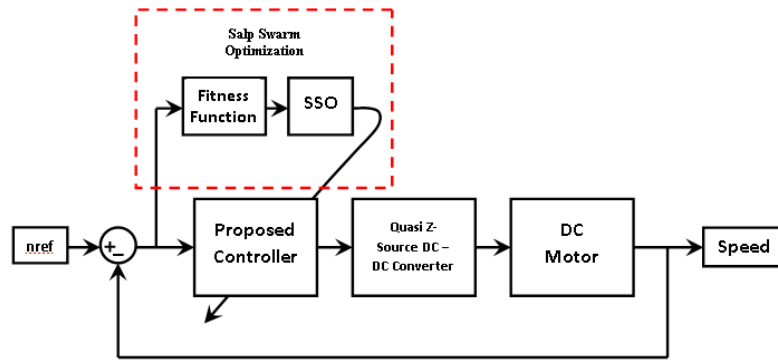 Salp Swarm
Optimization
Fitness
Function
SSO
nref
+
−
Proposed
Controller
Quasi Z-
Source DC –
DC Converter
DC
Motor
Speed